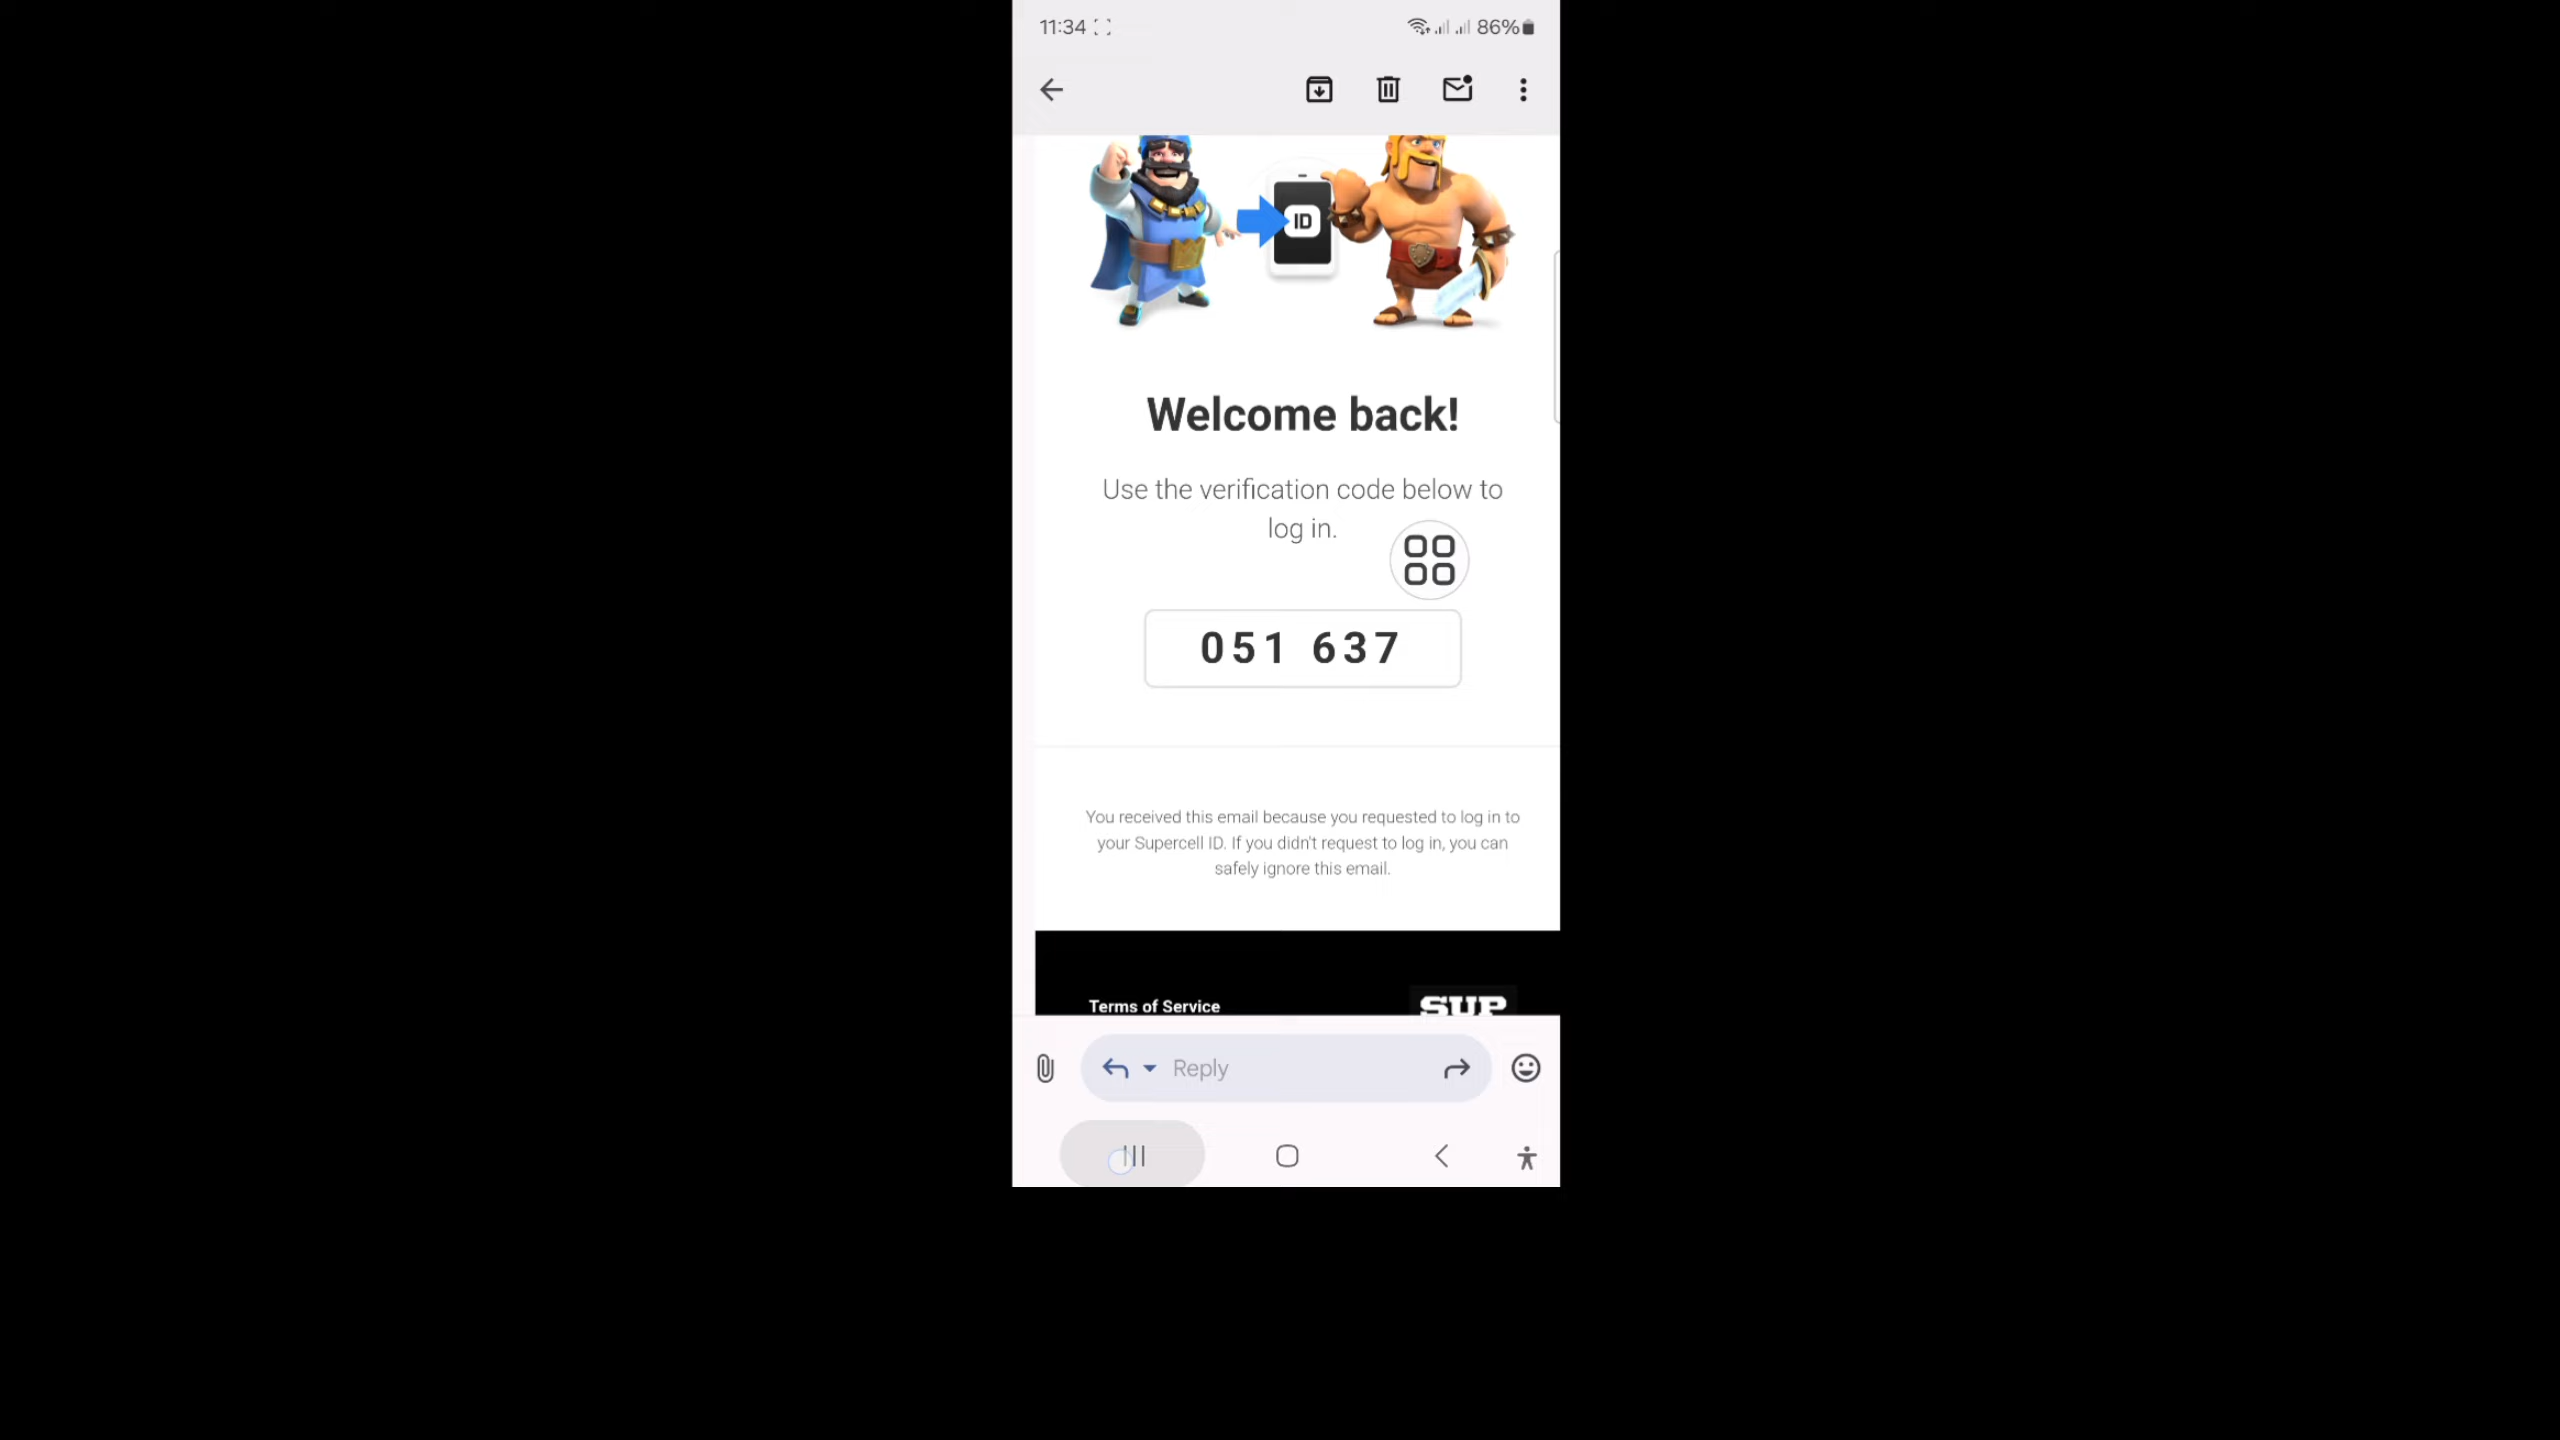 11:34
86%
ID
Welcome back!
Use the verification code below to
log in.
051 637
You received this email because you requested to log in to
your Supercell ID. If you didn't request to log in, you can
safely ignore this email.
Terms of Service
SUP
Reply